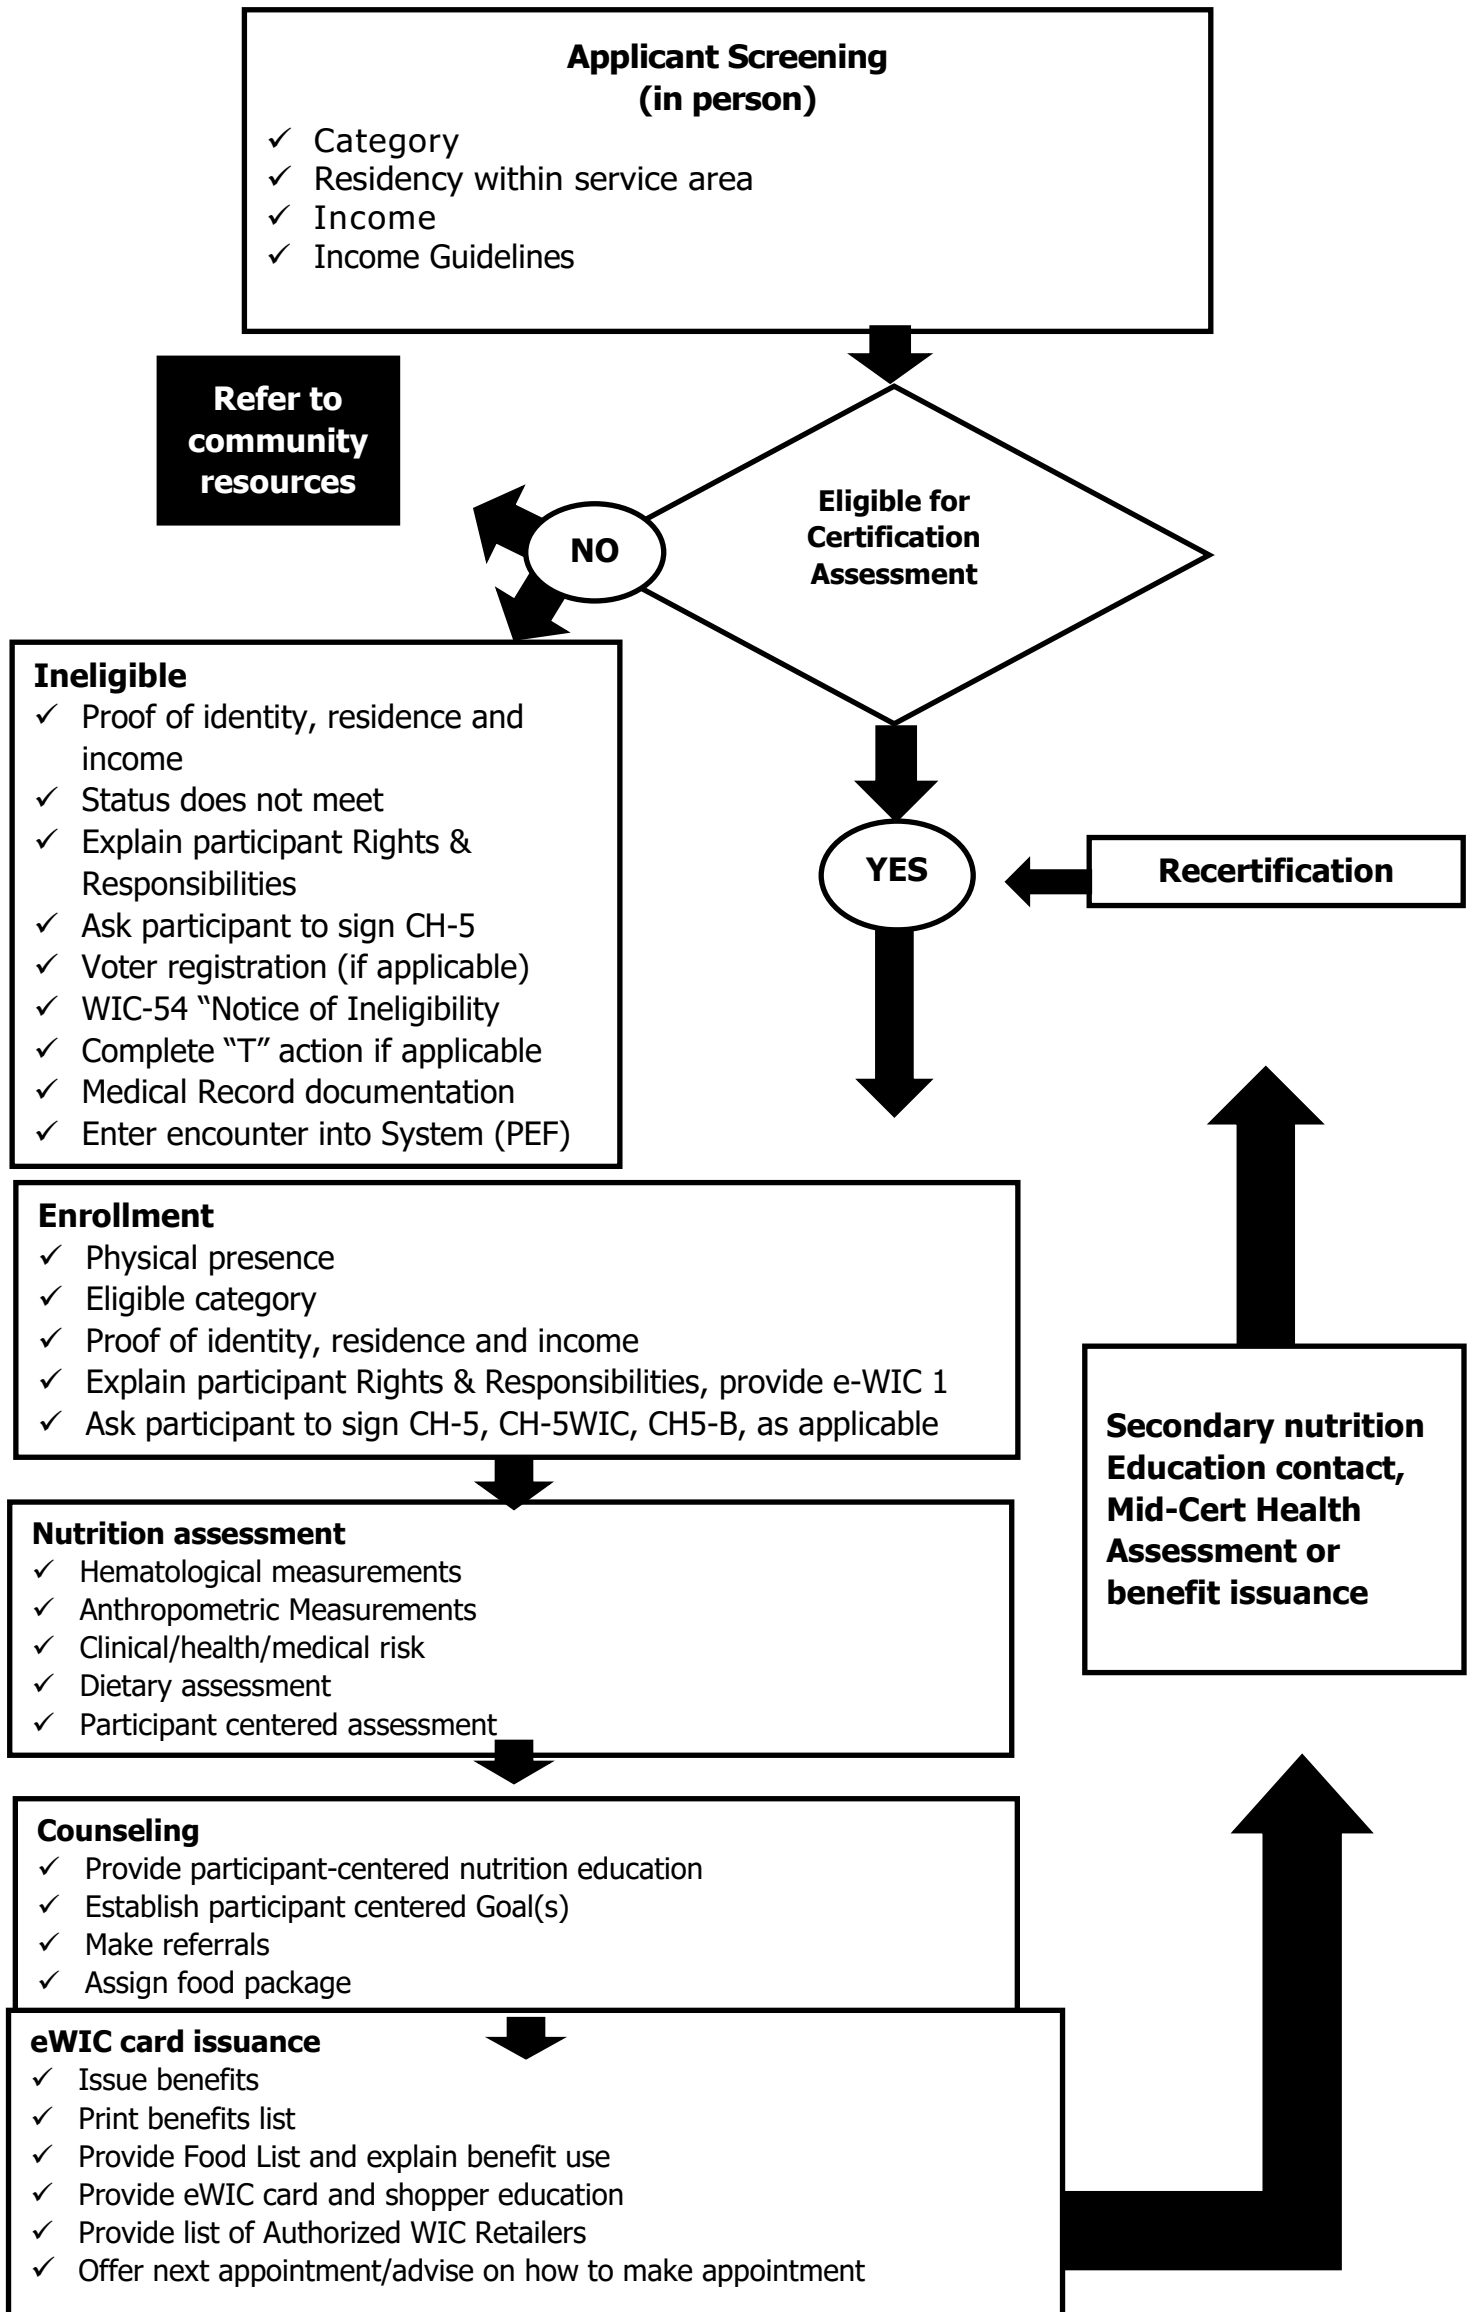 Applicant Screening
(in person)
✓ Category
✓ Residency within service area
✓ Income
✓ Income Guidelines
Refer to
community
resources
Eligible for
Certification
Assessment
NO
Ineligible
✓ Proof of identity, residence and
income
✓ Status does not meet
✓ Explain participant Rights &
Responsibilities
✓ Ask participant to sign CH-5
✓ Voter registration (if applicable)
✓ WIC-54 “Notice of Ineligibility
✓ Complete “T” action if applicable
✓ Medical Record documentation
✓ Enter encounter into System (PEF)
YES
Recertification
Enrollment
✓ Physical presence
✓ Eligible category
✓ Proof of identity, residence and income
✓ Explain participant Rights & Responsibilities, provide e-WIC 1
✓ Ask participant to sign CH-5, CH-5WIC, CH5-B, as applicable
Nutrition assessment
✓ Hematological measurements
✓ Anthropometric Measurements
✓ Clinical/health/medical risk
✓ Dietary assessment
✓ Participant centered assessment
Secondary nutrition
Education contact,
Mid-Cert Health
Assessment or
benefit issuance
Counseling
✓ Provide participant-centered nutrition education
✓ Establish participant centered Goal(s)
✓ Make referrals
✓ Assign food package
eWIC card issuance
✓ Issue benefits
✓ Print benefits list
✓ Provide Food List and explain benefit use
✓ Provide eWIC card and shopper education
✓ Provide list of Authorized WIC Retailers
✓ Offer next appointment/advise on how to make appointment